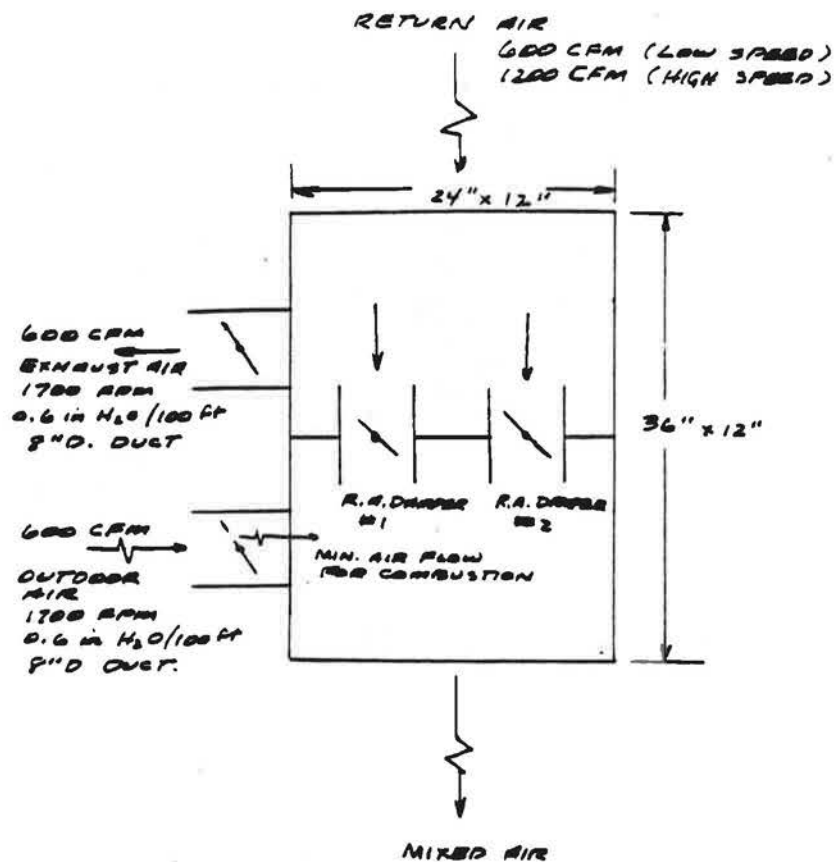 RETURN AIR
600 CFM (LOW SPEED)
1200 CFM (HIGH SPEED)
24" x 12"
600 CFM
EXHAUST AIR
1700 RPM
0.6 in H₂O/100 ft
8"D. DUCT
36" x 12"
R.A. DAMPER
#1
R.A. DAMPER
#2
600 CFM
OUTDOOR
AIR
1700 RPM
0.6 in H₂O/100 ft
8"D DUCT.
MIN. AIR FLOW
FOR COMBUSTION
MIXED AIR